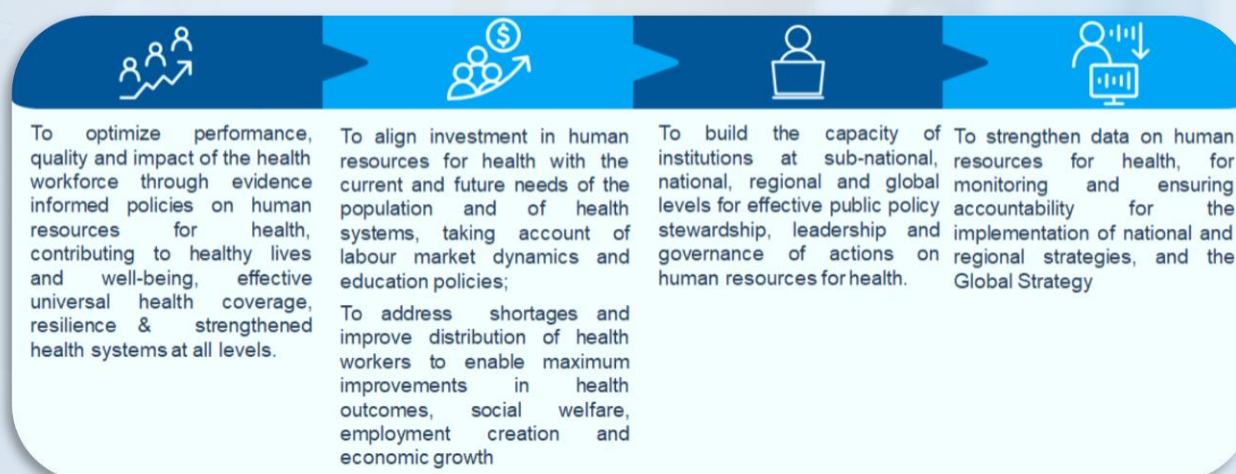 To optimize performance,
quality and impact of the health
workforce through evidence
informed policies on human
resources for health,
contributing to healthy lives
and well-being, effective
universal health coverage,
resilience & strengthened
health systems at all levels.
$
To align investment in human
resources for health with the
current and future needs of the
population and of health
systems, taking account of
labour market dynamics and
education policies;
To address shortages and
improve distribution of health
workers to enable maximum
improvements in health
outcomes, social welfare,
employment creation and
economic growth
To build the capacity of
institutions at sub-national,
national, regional and global
levels for effective public policy
stewardship, leadership and
governance of actions on
human resources for health.
To strengthen data on human
resources for health, for
monitoring and ensuring
accountability for the
implementation of national and
regional strategies, and the
Global Strategy